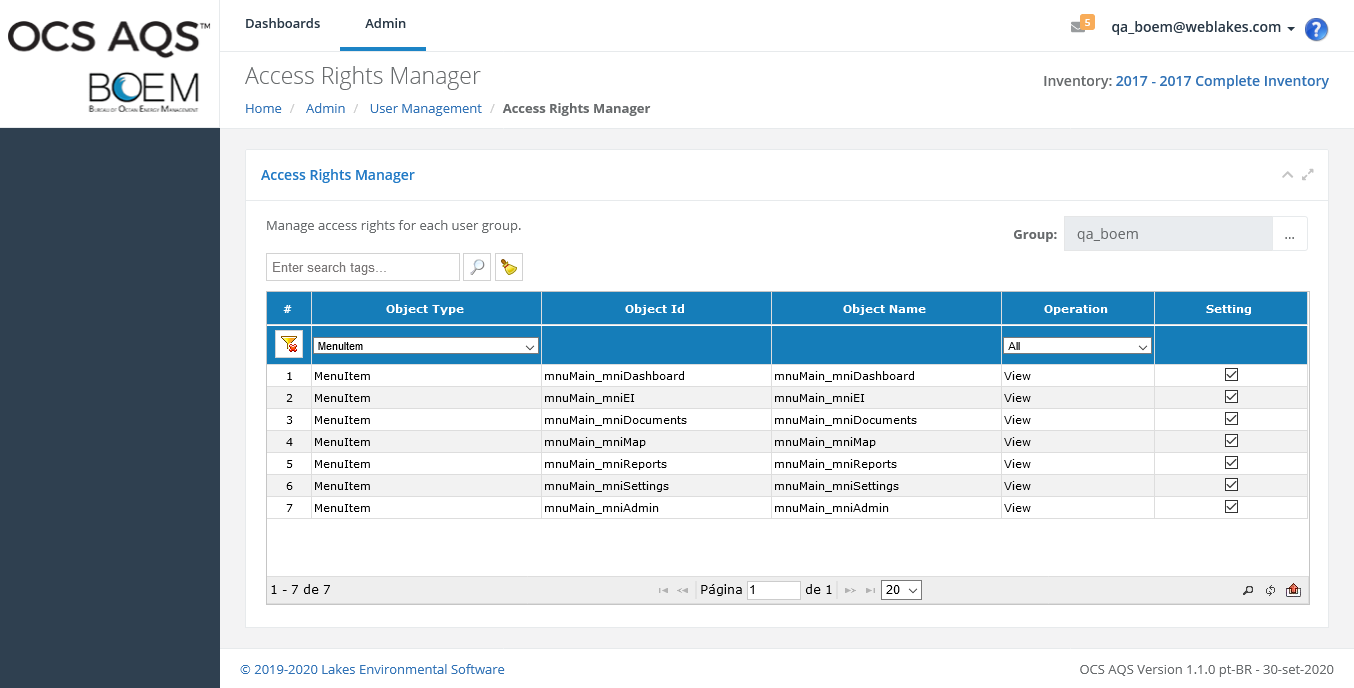 OCS AQS™
BOEM
Bureau of Ocean Energy Management
Dashboards Admin
5 qa_boem@weblakes.com ?
Access Rights Manager
Inventory: 2017 - 2017 Complete Inventory
Home / Admin / User Management / Access Rights Manager
Access Rights Manager
Manage access rights for each user group.
Group: qa_boem ...
Enter search tags...
# Object Type Object Id Object Name Operation Setting
MenuItem All
1 MenuItem mnuMain_mniDashboard mnuMain_mniDashboard View
2 MenuItem mnuMain_mniEI mnuMain_mniEI View
3 MenuItem mnuMain_mniDocuments mnuMain_mniDocuments View
4 MenuItem mnuMain_mniMap mnuMain_mniMap View
5 MenuItem mnuMain_mniReports mnuMain_mniReports View
6 MenuItem mnuMain_mniSettings mnuMain_mniSettings View
7 MenuItem mnuMain_mniAdmin mnuMain_mniAdmin View
1 - 7 de 7 Página 1 de 1 20
© 2019-2020 Lakes Environmental Software OCS AQS Version 1.1.0 pt-BR - 30-set-2020